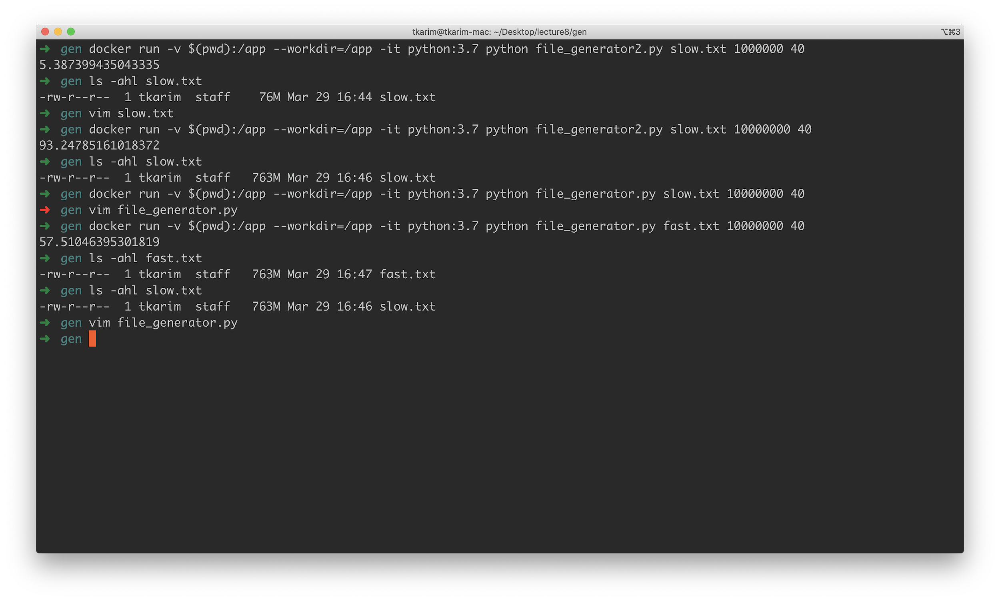 tkarim@tkarim-mac: ~/Desktop/lecture8/gen ⌥⌘3
➜ gen docker run -v $(pwd):/app --workdir=/app -it python:3.7 python file_generator2.py slow.txt 1000000 40
5.387399435043335
➜ gen ls -ahl slow.txt
-rw-r--r-- 1 tkarim staff 76M Mar 29 16:44 slow.txt
➜ gen vim slow.txt
➜ gen docker run -v $(pwd):/app --workdir=/app -it python:3.7 python file_generator2.py slow.txt 10000000 40
93.24785161018372
➜ gen ls -ahl slow.txt
-rw-r--r-- 1 tkarim staff 763M Mar 29 16:46 slow.txt
➜ gen docker run -v $(pwd):/app --workdir=/app -it python:3.7 python file_generator.py slow.txt 10000000 40
➜ gen vim file_generator.py
➜ gen docker run -v $(pwd):/app --workdir=/app -it python:3.7 python file_generator.py fast.txt 10000000 40
57.51046395301819
➜ gen ls -ahl fast.txt
-rw-r--r-- 1 tkarim staff 763M Mar 29 16:47 fast.txt
➜ gen ls -ahl slow.txt
-rw-r--r-- 1 tkarim staff 763M Mar 29 16:46 slow.txt
➜ gen vim file_generator.py
➜ gen